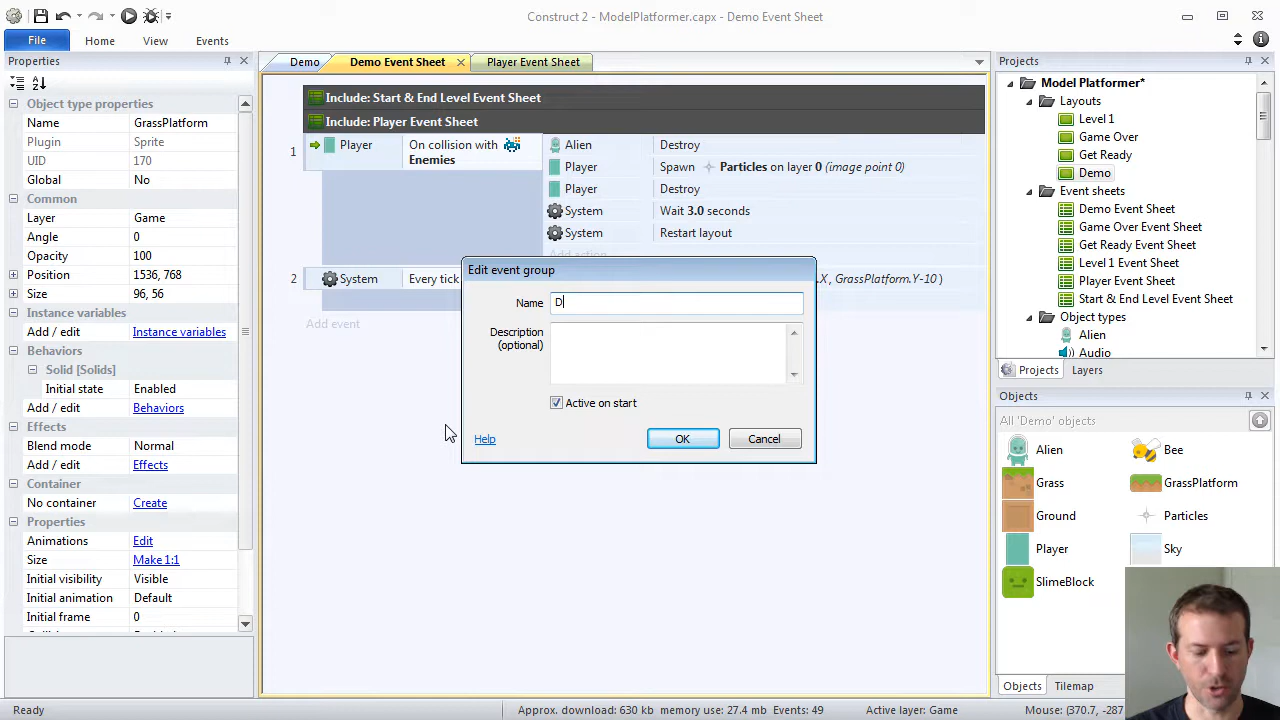 Construct 2 - ModelPlatformer.capx - Demo Event Sheet
File Home View Events
Properties
Object type properties
Name GrassPlatform
Plugin Sprite
UID 170
Global No
Common
Layer Game
Angle 0
Opacity 100
Position 1536, 768
Size 96, 56
Instance variables
Add / edit Instance variables
Behaviors
Solid [Solids]
Initial state Enabled
Add / edit Behaviors
Effects
Blend mode Normal
Add / edit Effects
Container
No container Create
Properties
Animations Edit
Size Make 1:1
Initial visibility Visible
Initial animation Default
Initial frame 0
Demo Demo Event Sheet Player Event Sheet
Include: Start & End Level Event Sheet
Include: Player Event Sheet
1 Player On collision with Enemies
Alien Destroy
Player Spawn Particles on layer 0 (image point 0)
Player Destroy
System Wait 3.0 seconds
System Restart layout
Add action
2 System Every tick .X, GrassPlatform.Y-10 )
Add event
Edit event group
Name D
Description (optional)
Active on start
Help OK Cancel
Projects
Model Platformer*
Layouts
Level 1
Game Over
Get Ready
Demo
Event sheets
Demo Event Sheet
Game Over Event Sheet
Get Ready Event Sheet
Level 1 Event Sheet
Player Event Sheet
Start & End Level Event Sheet
Object types
Alien
Audio
Projects Layers
Objects
All 'Demo' objects
Alien Bee
Grass GrassPlatform
Ground Particles
Player Sky
SlimeBlock
Objects Tilemap
Ready Approx. download: 630 kb memory use: 27.4 mb Events: 49 Active layer: Game Mouse: (370.7, -287